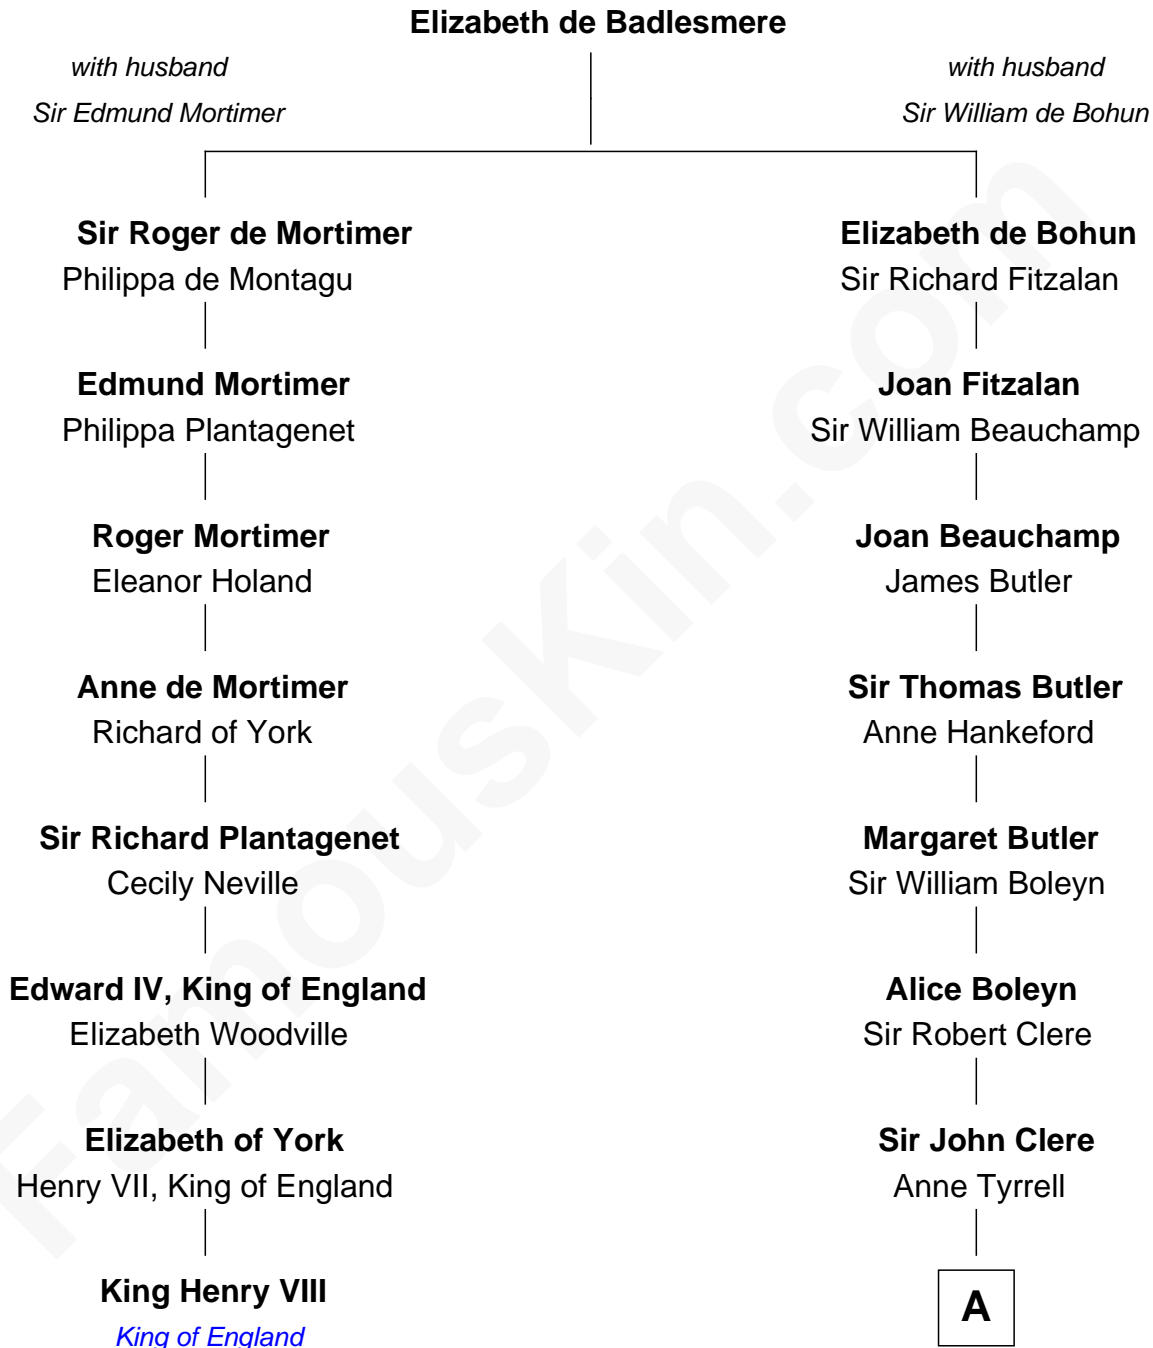 Elizabeth de Badlesmere
with husband
Sir Edmund Mortimer
with husband
Sir William de Bohun
Sir Roger de Mortimer
Philippa de Montagu
Elizabeth de Bohun
Sir Richard Fitzalan
Edmund Mortimer
Philippa Plantagenet
Joan Fitzalan
Sir William Beauchamp
Roger Mortimer
Eleanor Holand
Joan Beauchamp
James Butler
Anne de Mortimer
Richard of York
Sir Thomas Butler
Anne Hankeford
Sir Richard Plantagenet
Cecily Neville
Margaret Butler
Sir William Boleyn
Edward IV, King of England
Elizabeth Woodville
Alice Boleyn
Sir Robert Clere
Elizabeth of York
Henry VII, King of England
Sir John Clere
Anne Tyrrell
King Henry VIII
King of England
A
FamousKin.com